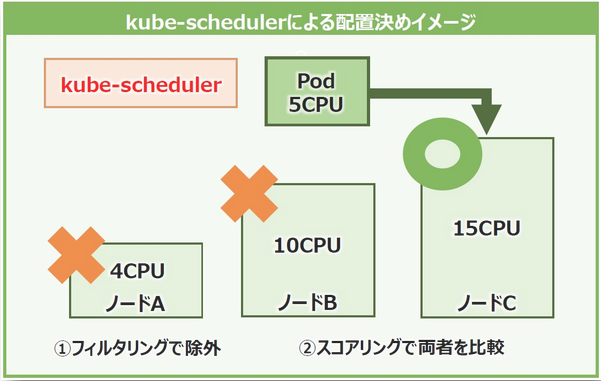 kube-schedulerによる配置決めイメージ
kube-scheduler
Pod
5CPU
4CPU
ノードA
10CPU
ノードB
15CPU
ノードC
①フィルタリングで除外
②スコアリングで両者を比較